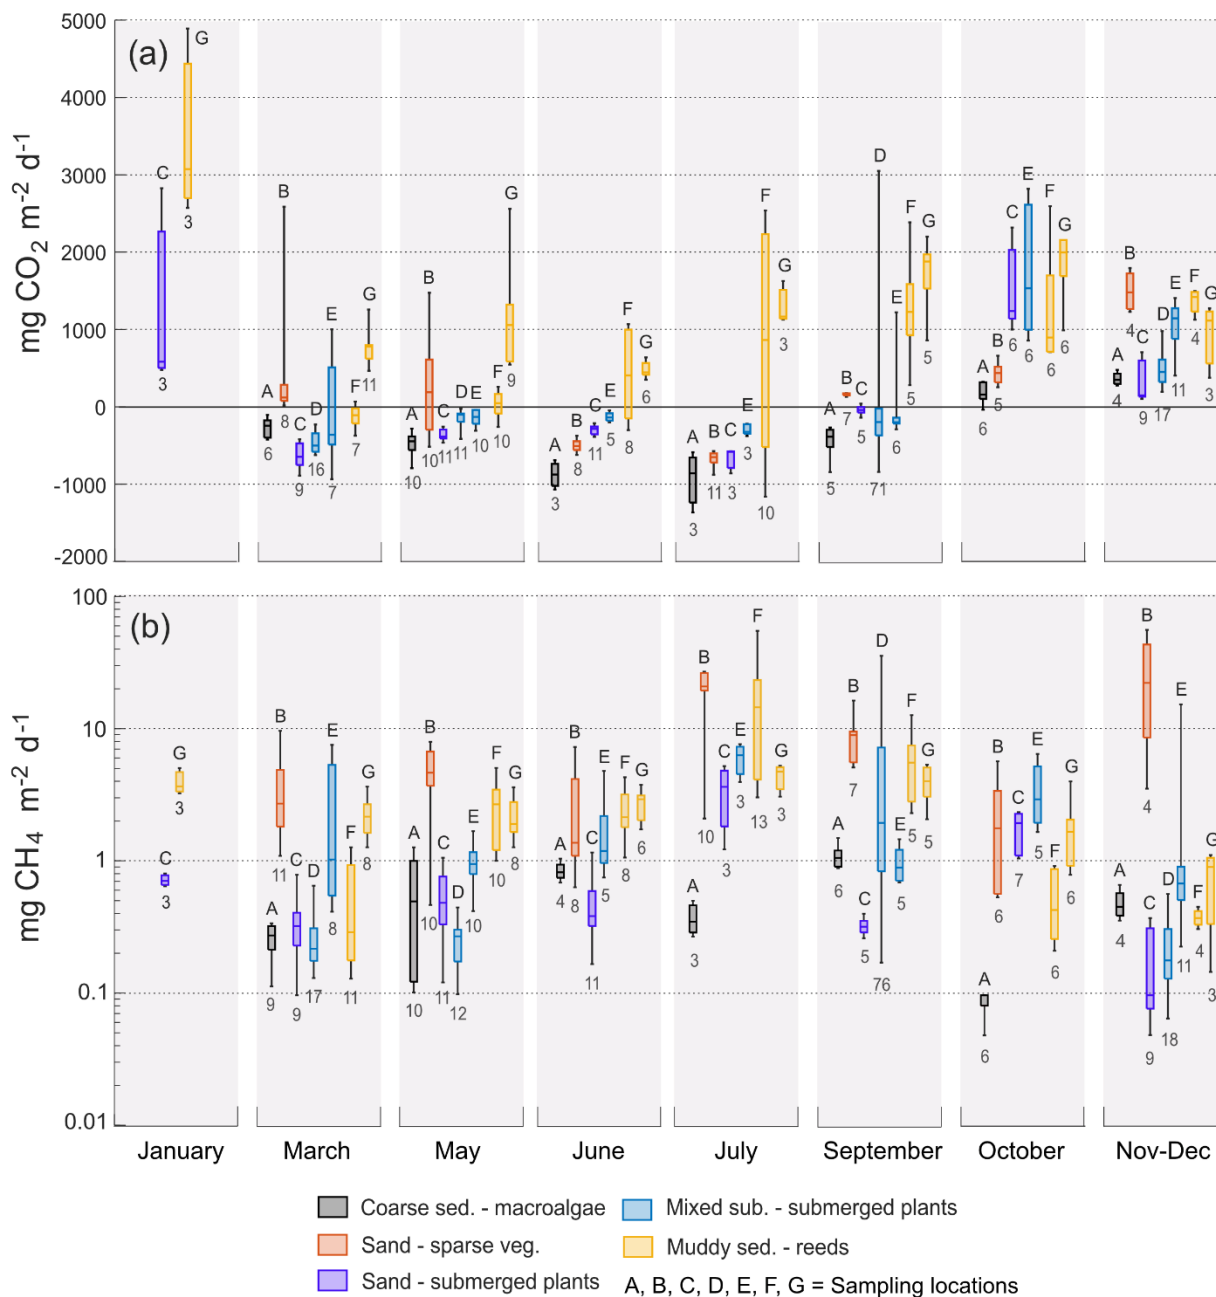 (a)
mg CO2 m-2 d-1
5000
4000
3000
2000
1000
0
-1000
-2000
C 3
G 3
A 6
B 8
C 9
D 16
E 7
F 7
G 11
A 10
B 10
C 11
D 11
E 10
F 10
G 9
A 3
B 8
C 11
E 5
F 8
G 6
A 3
B 11
C 3
E 3
F 10
G 3
A 5
B 7
C 5
D 71
E 6
F 5
G 5
A 6
B 5
C 6
E 6
F 6
G 6
A 4
B 4
C 9
D 17
E 11
F 4
G 3
(b)
mg CH4 m-2 d-1
100
10
1
0.1
0.01
C 3
G 3
A 9
B 11
C 9
D 17
E 8
F 11
G 8
A 10
B 10
C 11
D 12
E 10
F 10
G 8
A 4
B 8
C 11
E 5
F 8
G 6
A 3
B 10
C 3
E 3
F 13
G 3
A 6
B 7
C 5
D 76
E 5
F 5
G 5
A 6
B 6
C 7
E 5
F 6
G 6
A 4
B 4
C 9
D 18
E 11
F 4
G 3
January March May June July September October Nov-Dec
Coarse sed. - macroalgae Mixed sub. - submerged plants
Sand - sparse veg. Muddy sed. - reeds
Sand - submerged plants A, B, C, D, E, F, G = Sampling locations